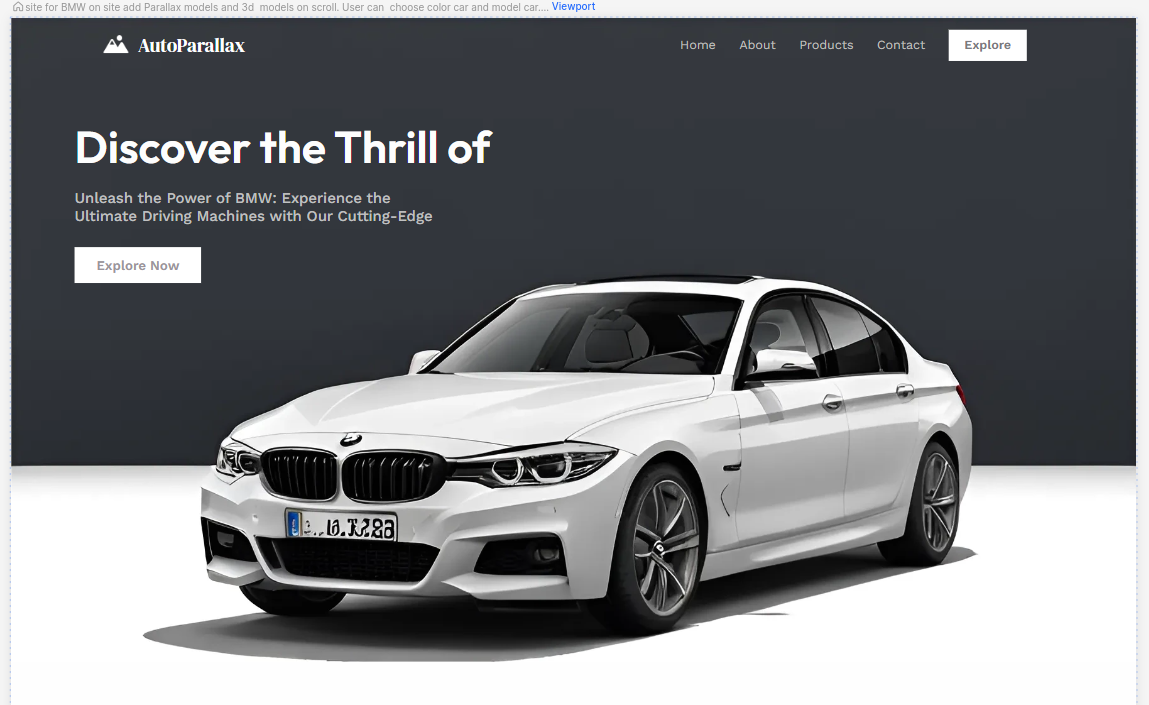 site for BMW on site add Parallax models and 3d models on scroll. User can choose color car and model car.... Viewport
AutoParallax
Home About Products Contact Explore
Discover the Thrill of
Unleash the Power of BMW: Experience the
Ultimate Driving Machines with Our Cutting-Edge
Explore Now